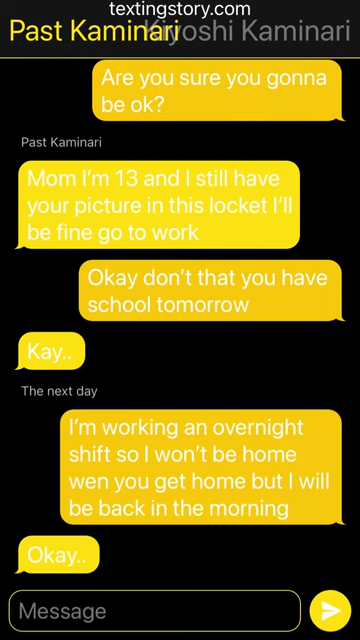 textingstory.com
Past Kaminari Kiyoshi Kaminari
Are you sure you gonna
be ok?
Past Kaminari
Mom I'm 13 and I still have
your picture in this locket I'll
be fine go to work
Okay don't that you have
school tomorrow
Kay..
The next day
I'm working an overnight
shift so I won't be home
wen you get home but I will
be back in the morning
Okay..
Message